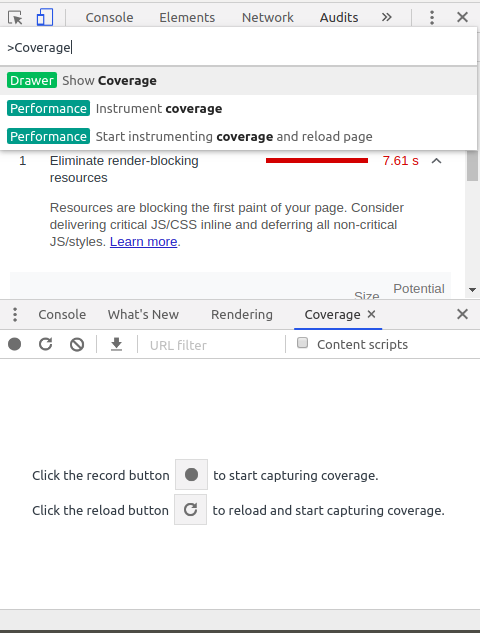 Console Elements Network Audits »
>Coverage
Drawer Show Coverage
Performance Instrument coverage
Performance Start instrumenting coverage and reload page
1 Eliminate render-blocking 7.61 s
resources
Resources are blocking the first paint of your page. Consider
delivering critical JS/CSS inline and deferring all non-critical
JS/styles. Learn more.
Potential
Size
Console What's New Rendering Coverage
URL filter Content scripts
Click the record button to start capturing coverage.
Click the reload button to reload and start capturing coverage.